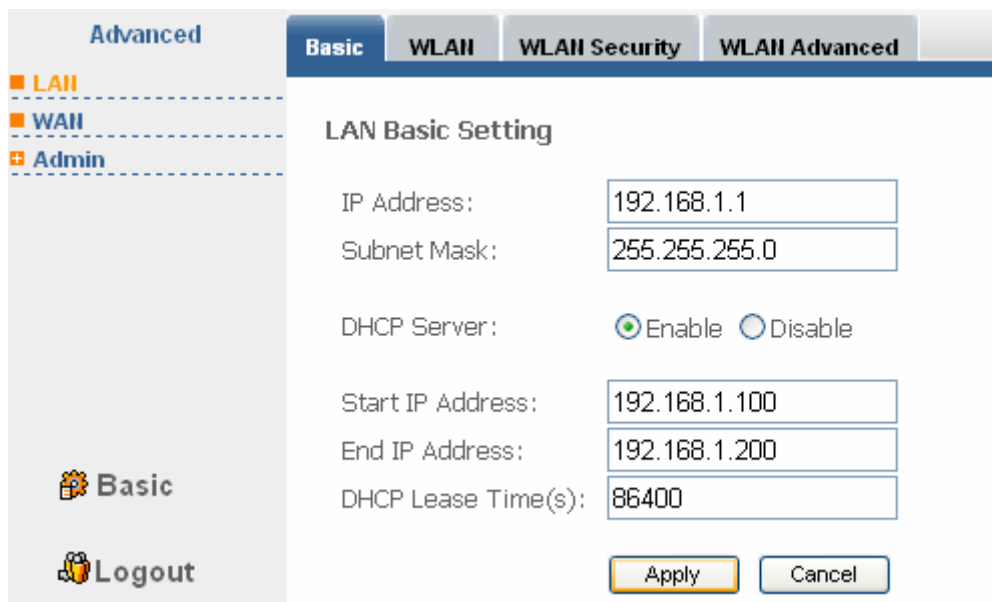 Advanced
LAN
WAN
Admin
Basic
Logout
Basic WLAN WLAN Security WLAN Advanced
LAN Basic Setting
IP Address: 192.168.1.1
Subnet Mask: 255.255.255.0
DHCP Server: Enable Disable
Start IP Address: 192.168.1.100
End IP Address: 192.168.1.200
DHCP Lease Time(s): 86400
Apply Cancel